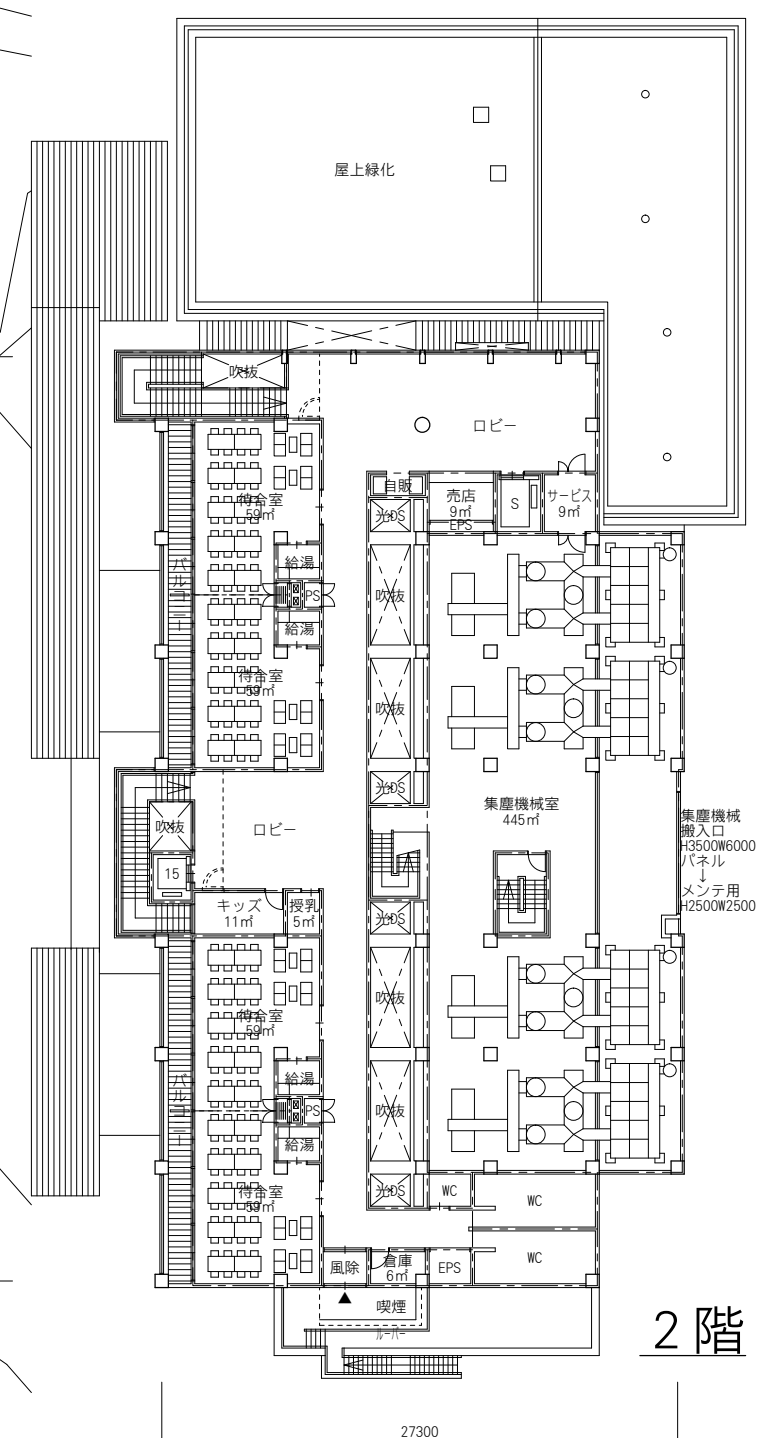 屋上緑化
吹抜
ロビー
自販
売店
9㎡
EPS
S
サービス
9㎡
待合室
59㎡
光DS
給湯
吹抜
PS
バルコニー
給湯
待合室
59㎡
吹抜
光DS
集塵機械室
445㎡
集塵機械
搬入口
H3500W6000
パネル
↓
メンテ用
H2500W2500
吹抜
ロビー
15
キッズ
11㎡
授乳
5㎡
光DS
吹抜
待合室
59㎡
給湯
バルコニー
PS
吹抜
給湯
待合室
59㎡
光DS
WC
WC
WC
風除
倉庫
6㎡
EPS
喫煙
ルーバー
2階
27300